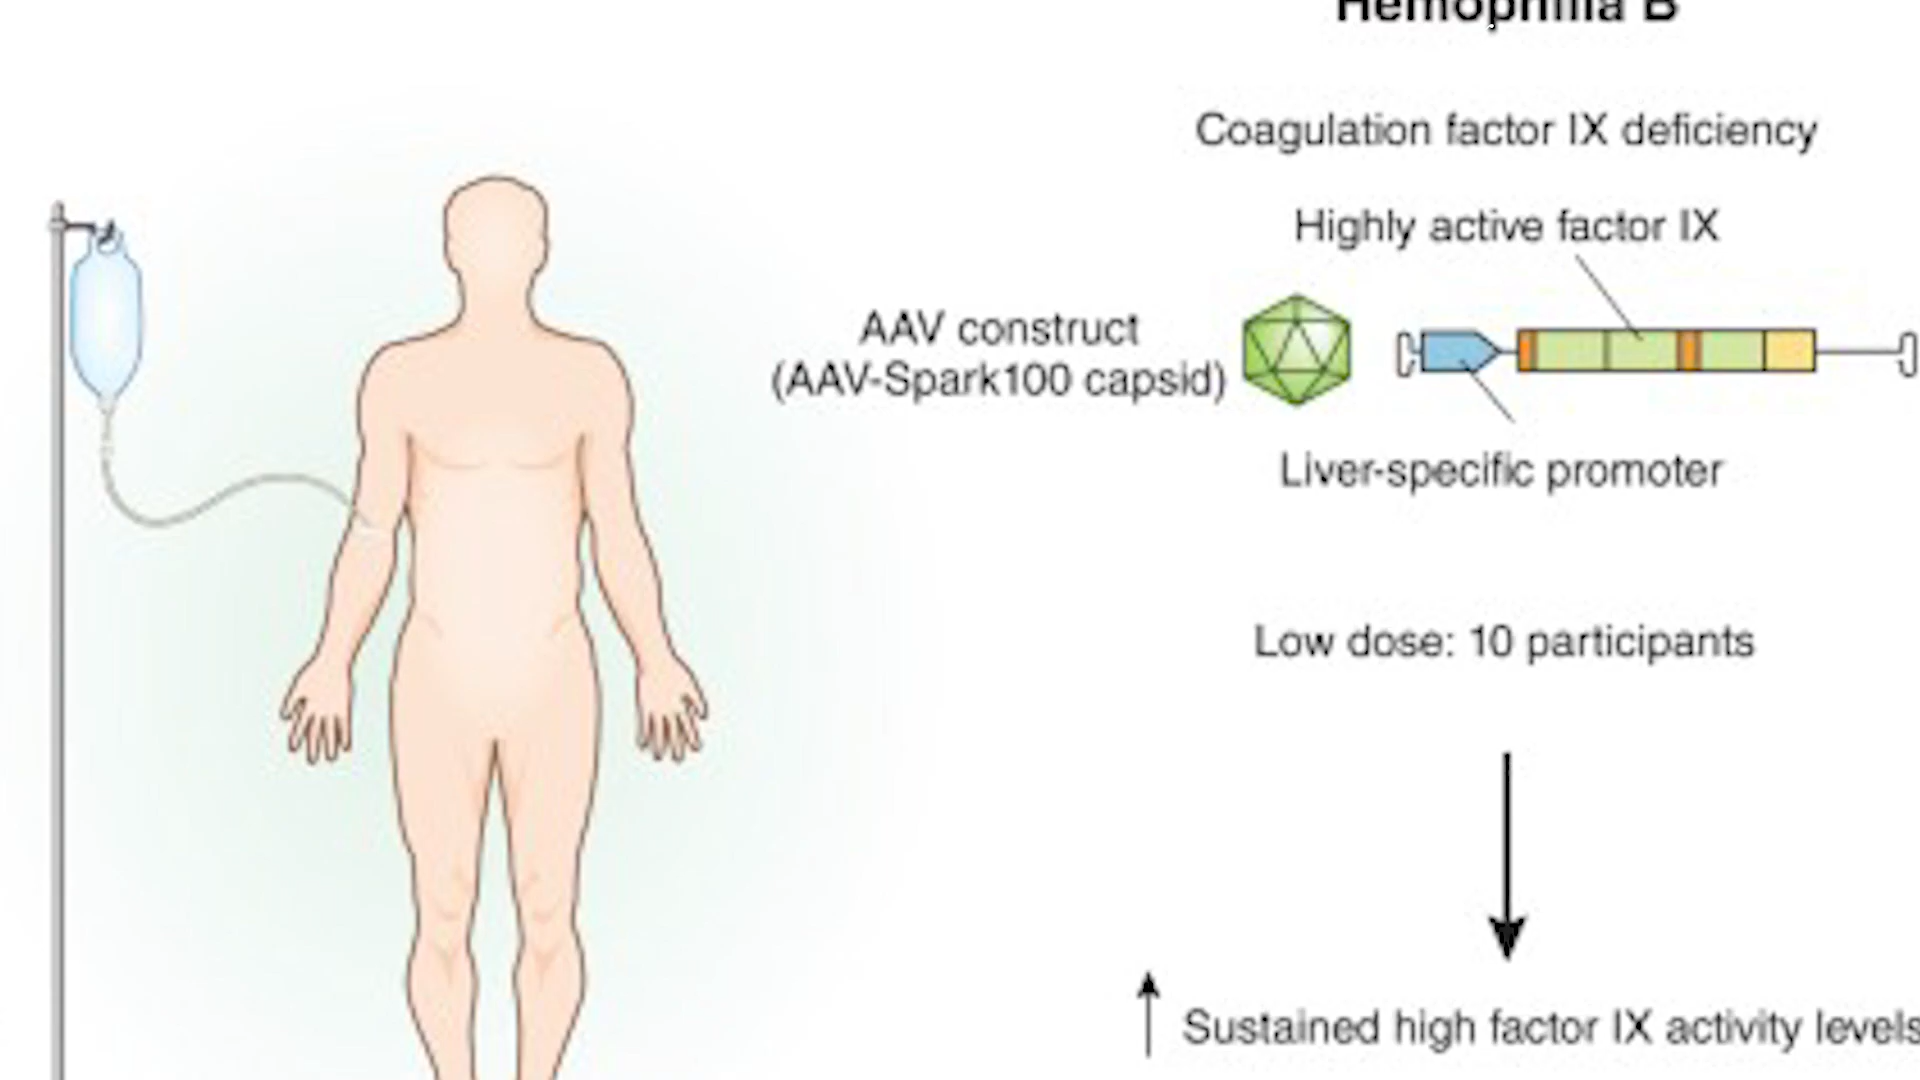 Hemophilia B
Coagulation factor IX deficiency
Highly active factor IX
AAV construct
(AAV-Spark100 capsid)
Liver-specific promoter
Low dose: 10 participants
Sustained high factor IX activity levels